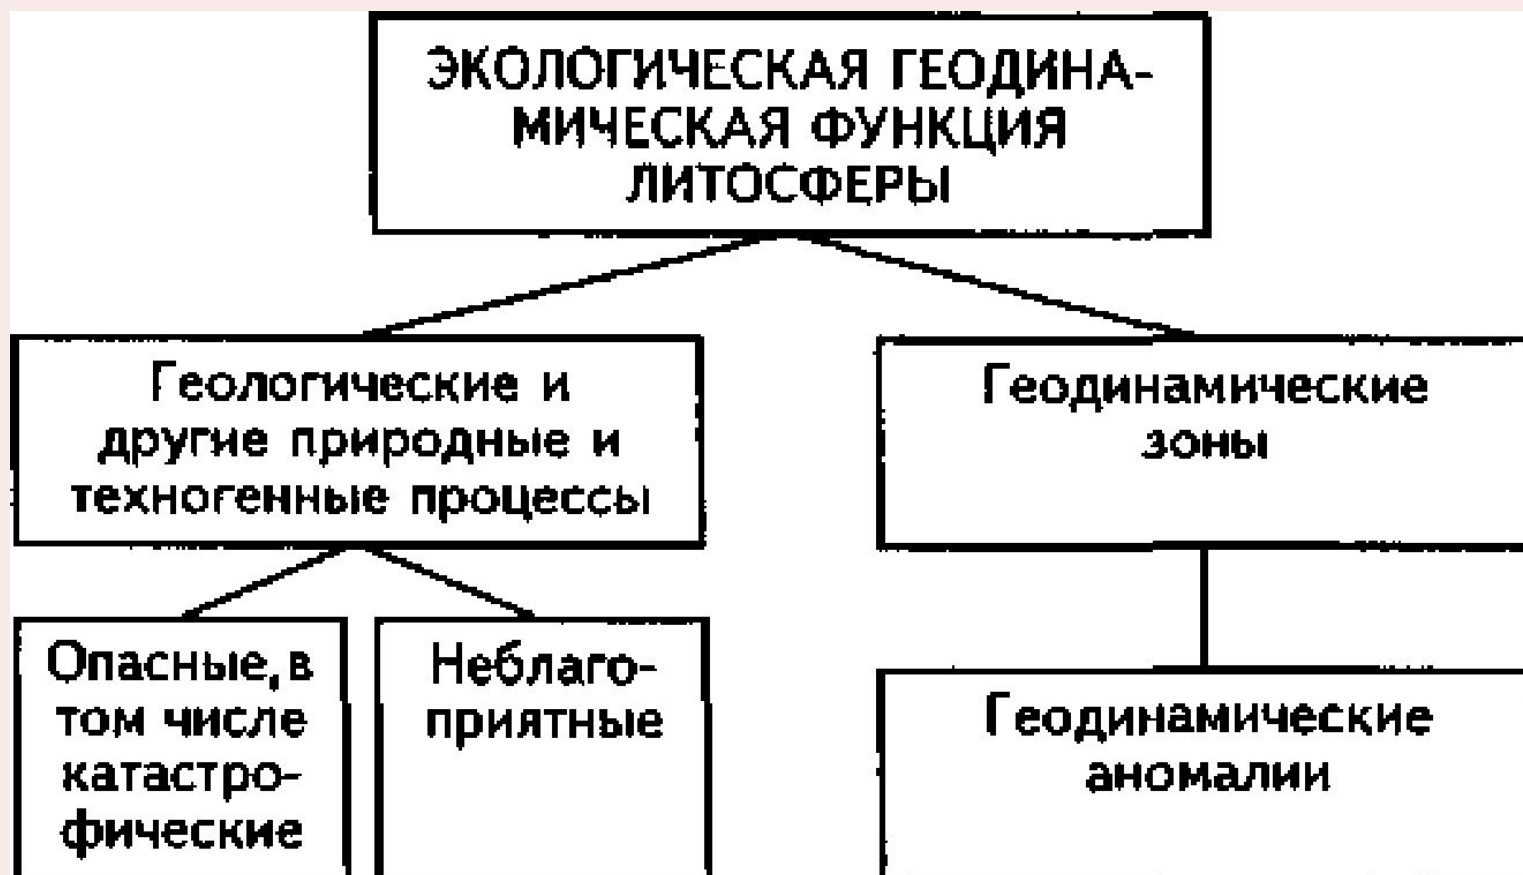 ЭКОЛОГИЧЕСКАЯ ГЕОДИНА-
МИЧЕСКАЯ ФУНКЦИЯ
ЛИТОСФЕРЫ
Геологические и
другие природные и
техногенные процессы
Геодинамические
зоны
Опасные, в
том числе
катастро-
фические
Неблаго-
приятные
Геодинамические
аномалии